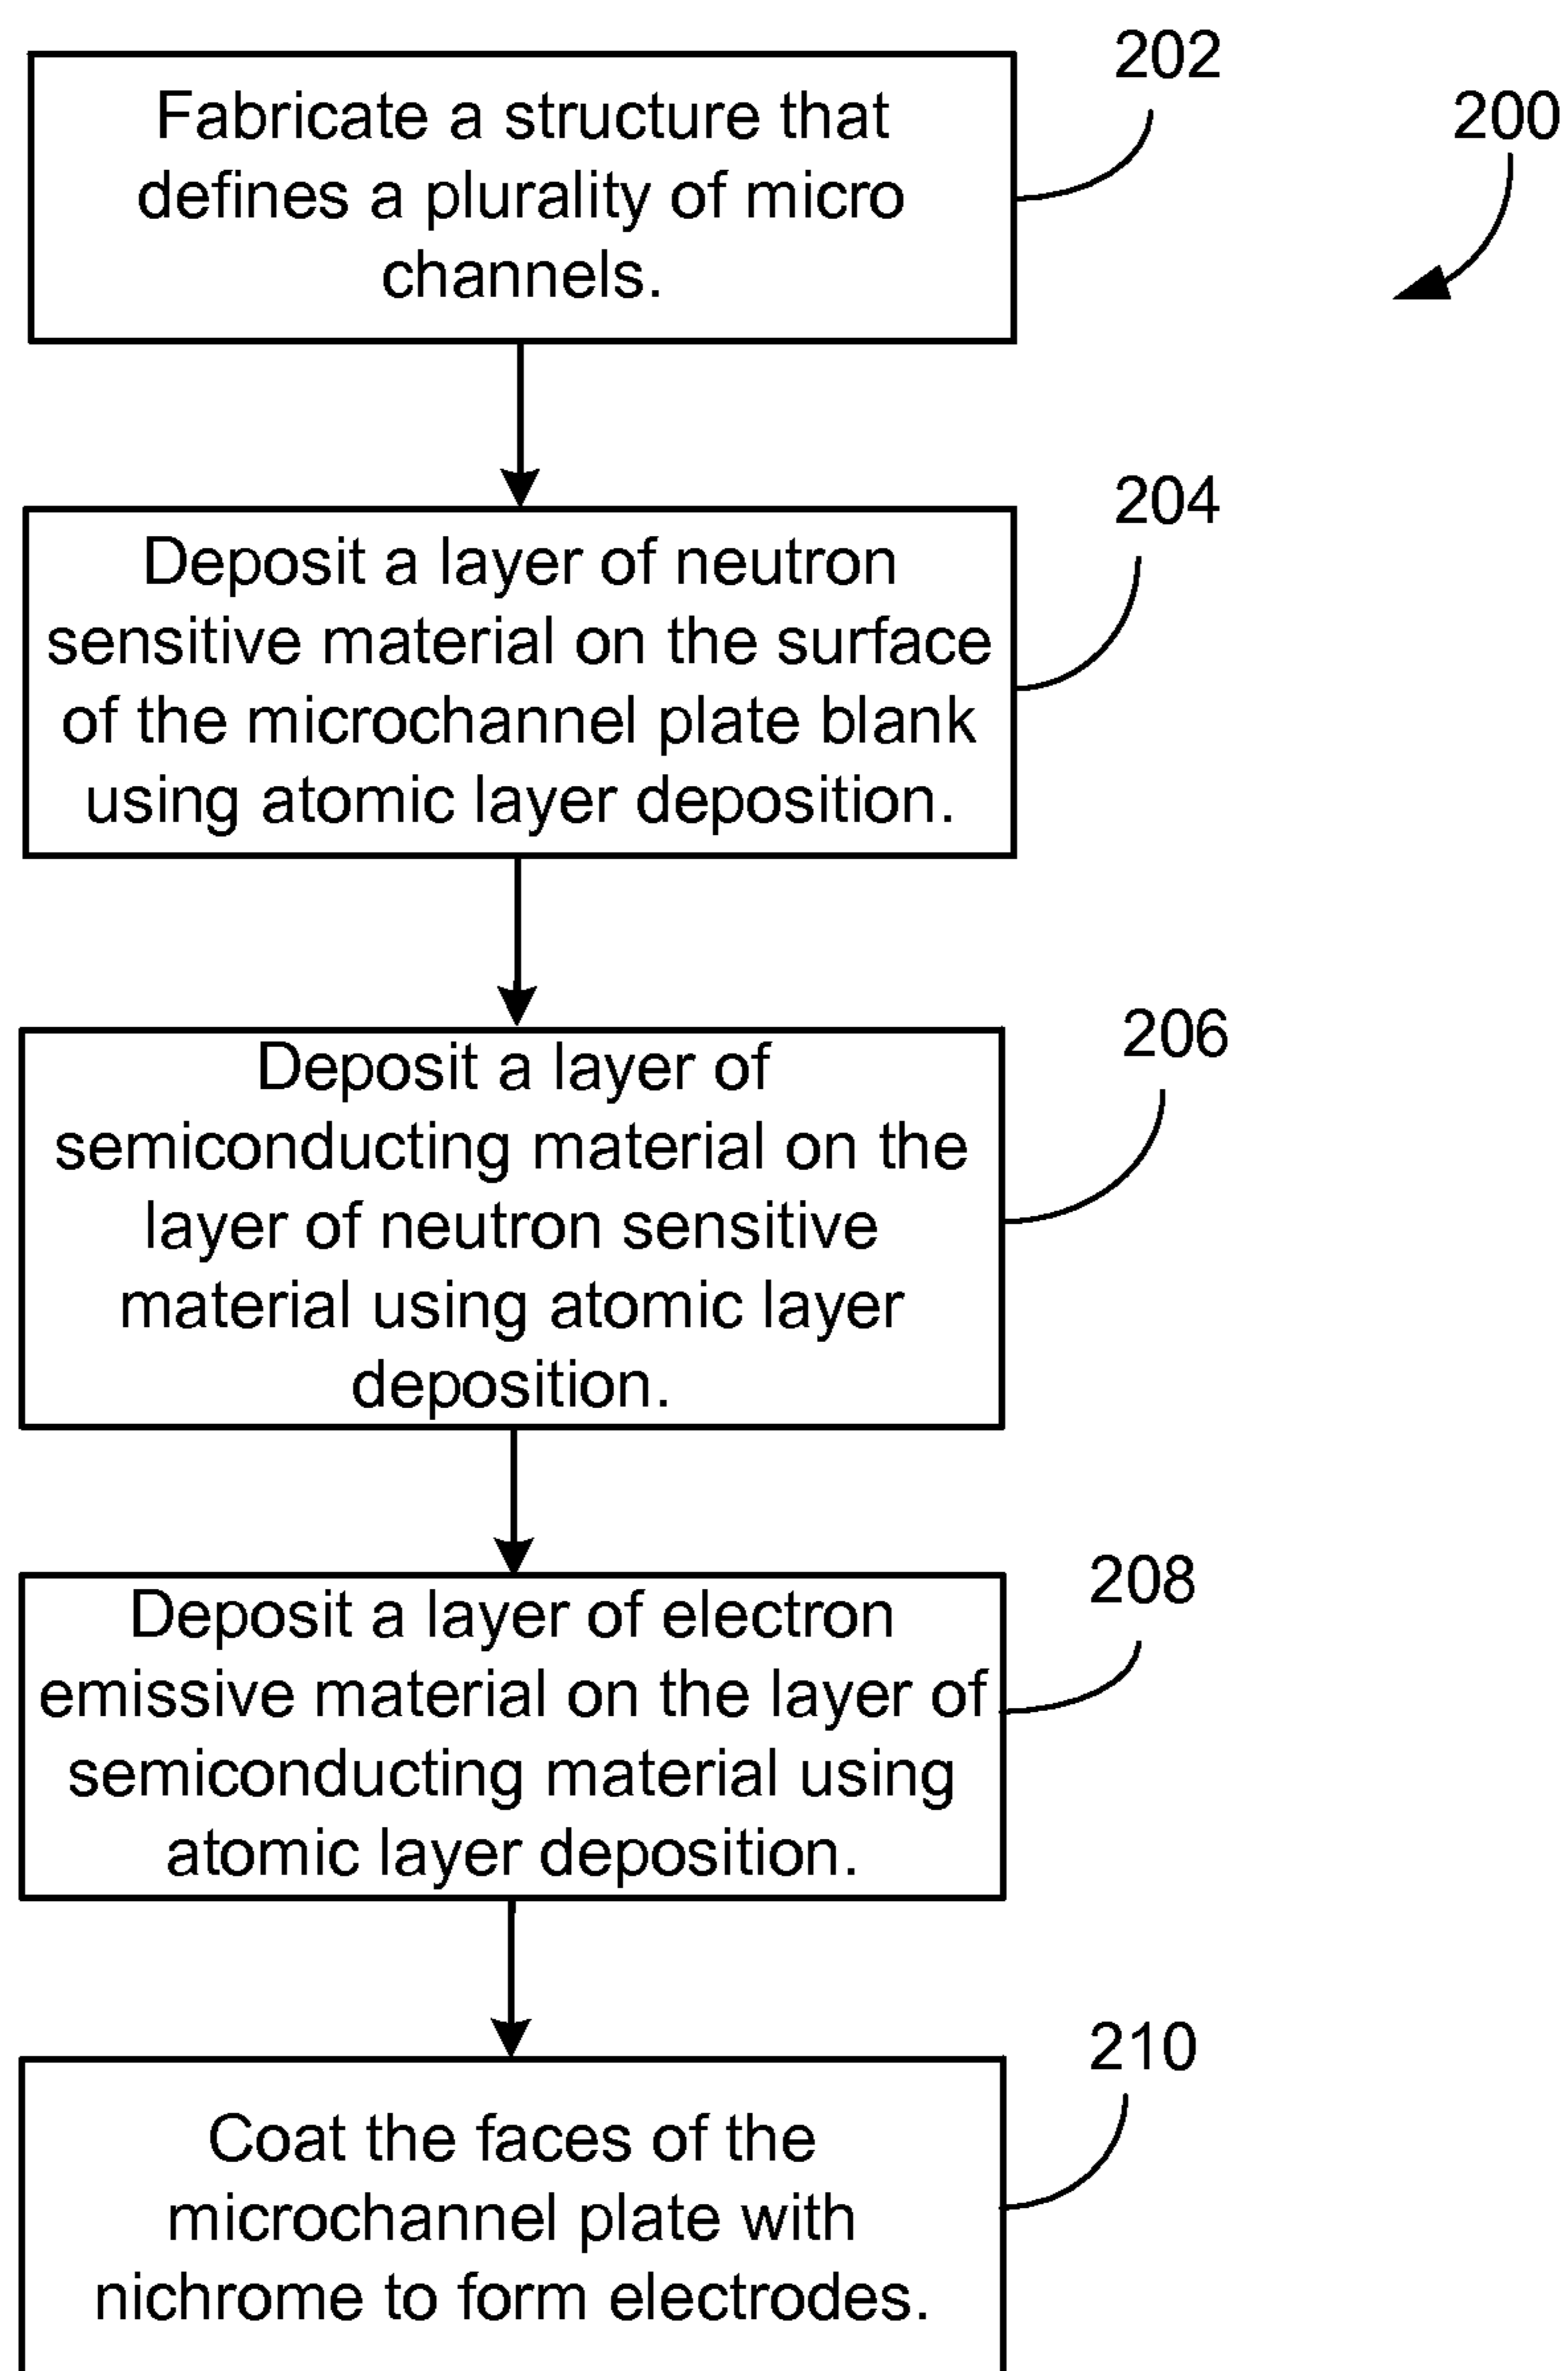 202
200
Fabricate a structure that
defines a plurality of micro
channels.
204
Deposit a layer of neutron
sensitive material on the surface
of the microchannel plate blank
using atomic layer deposition.
206
Deposit a layer of
semiconducting material on the
layer of neutron sensitive
material using atomic layer
deposition.
208
Deposit a layer of electron
emissive material on the layer of
semiconducting material using
atomic layer deposition.
210
Coat the faces of the
microchannel plate with
nichrome to form electrodes.